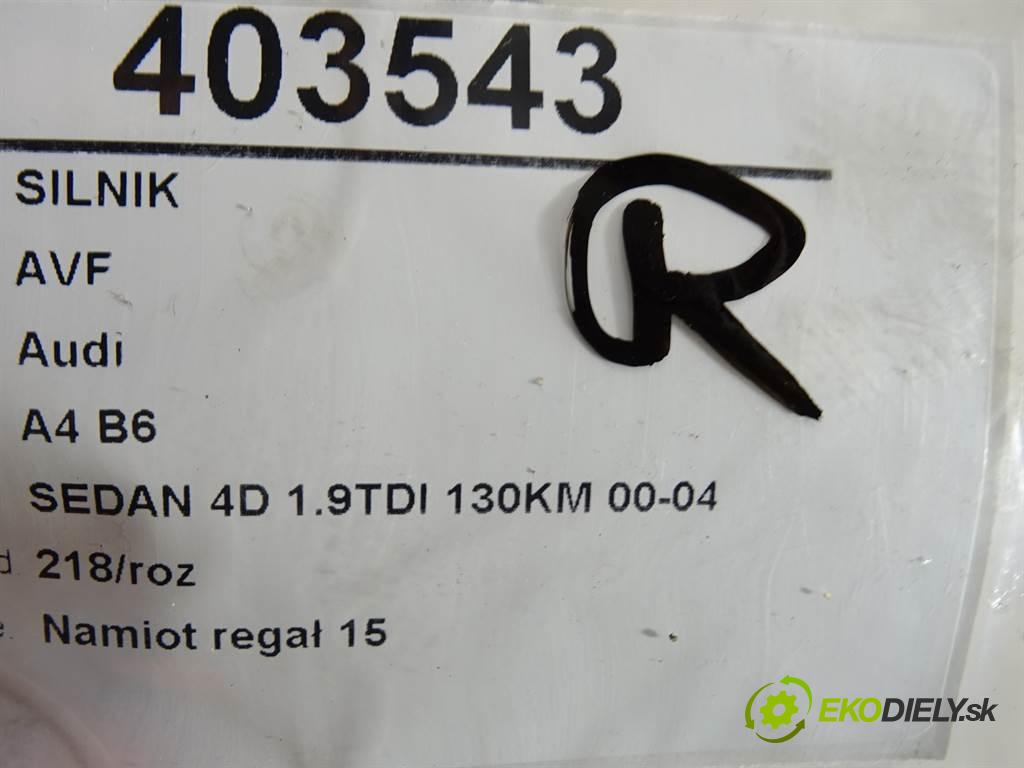 403543
SILNIK
R
AVF
Audi
A4 B6
SEDAN 4D 1.9TDI 130KM 00-04
d. 218/roz
e. Namiot regał 15
EKODIELY.sk